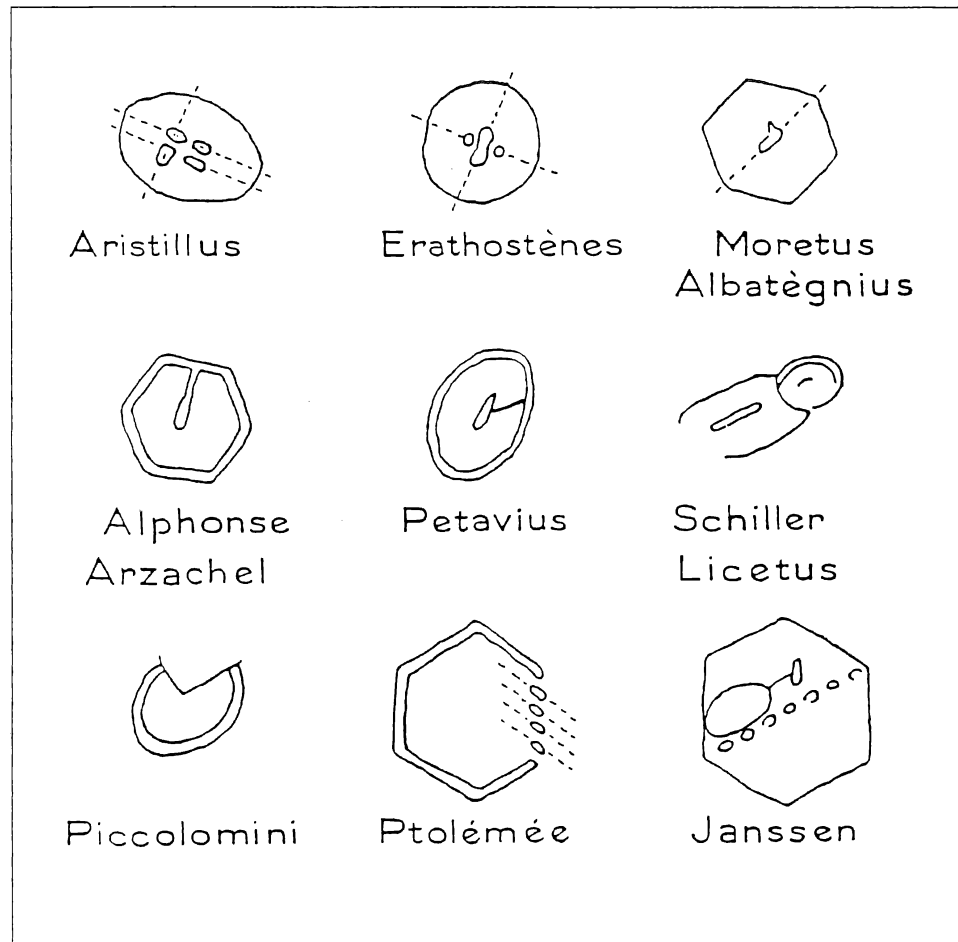 Aristillus
Erathostènes
Moretus
Albatègnius
Alphonse
Arzachel
Petavius
Schiller
Licetus
Piccolomini
Ptolémée
Janssen